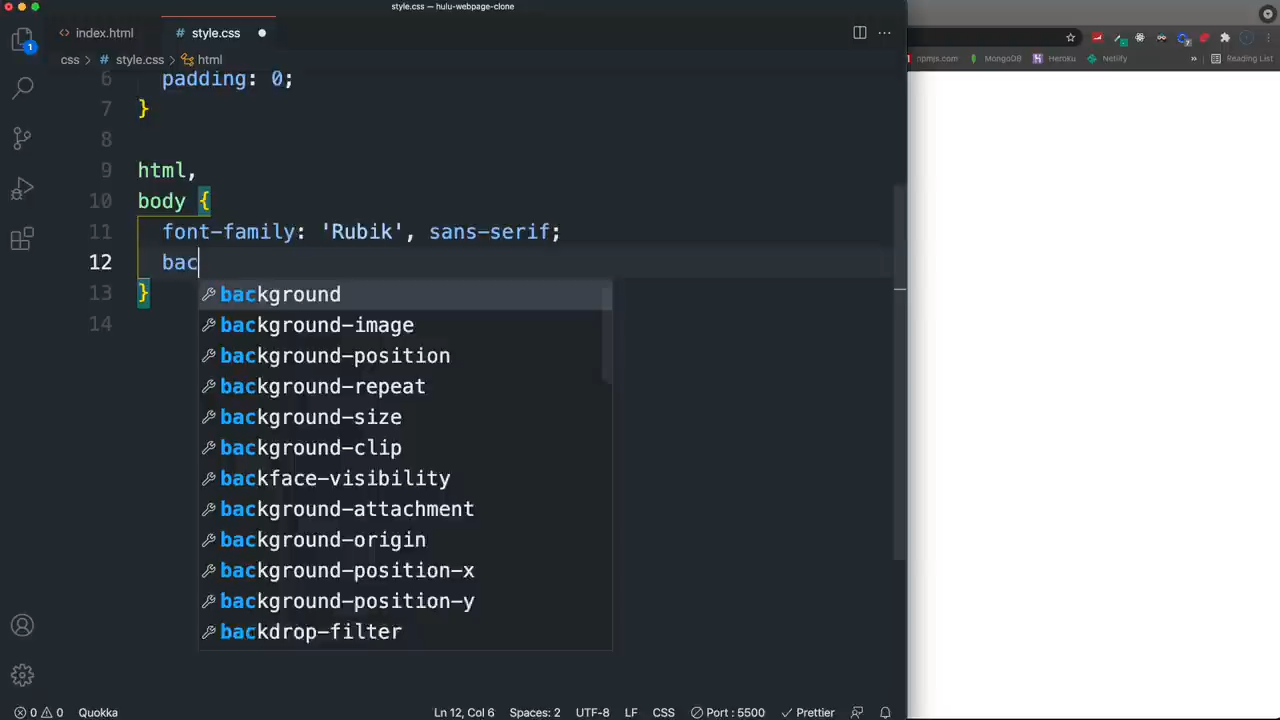 style.css — hulu-webpage-clone
<> index.html
# style.css
css > # style.css > html
npmjs.com
MongoDB
Heroku
Netlify
»
Reading List
6 padding: 0;
7 }
8
9 html,
10 body {
11 font-family: 'Rubik', sans-serif;
12 bac
13 }
14
background
background-image
background-position
background-repeat
background-size
background-clip
backface-visibility
background-attachment
background-origin
background-position-x
background-position-y
backdrop-filter
1
0 0 Quokka
Ln 12, Col 6
Spaces: 2
UTF-8
LF
CSS
Port : 5500
Prettier